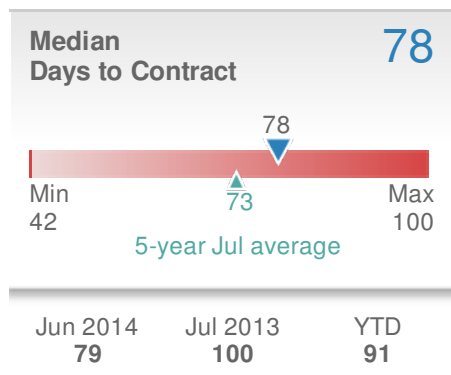 Median
Days to Contract
78
78
Min
42
73
Max
100
5-year Jul average
Jun 2014
79
Jul 2013
100
YTD
91